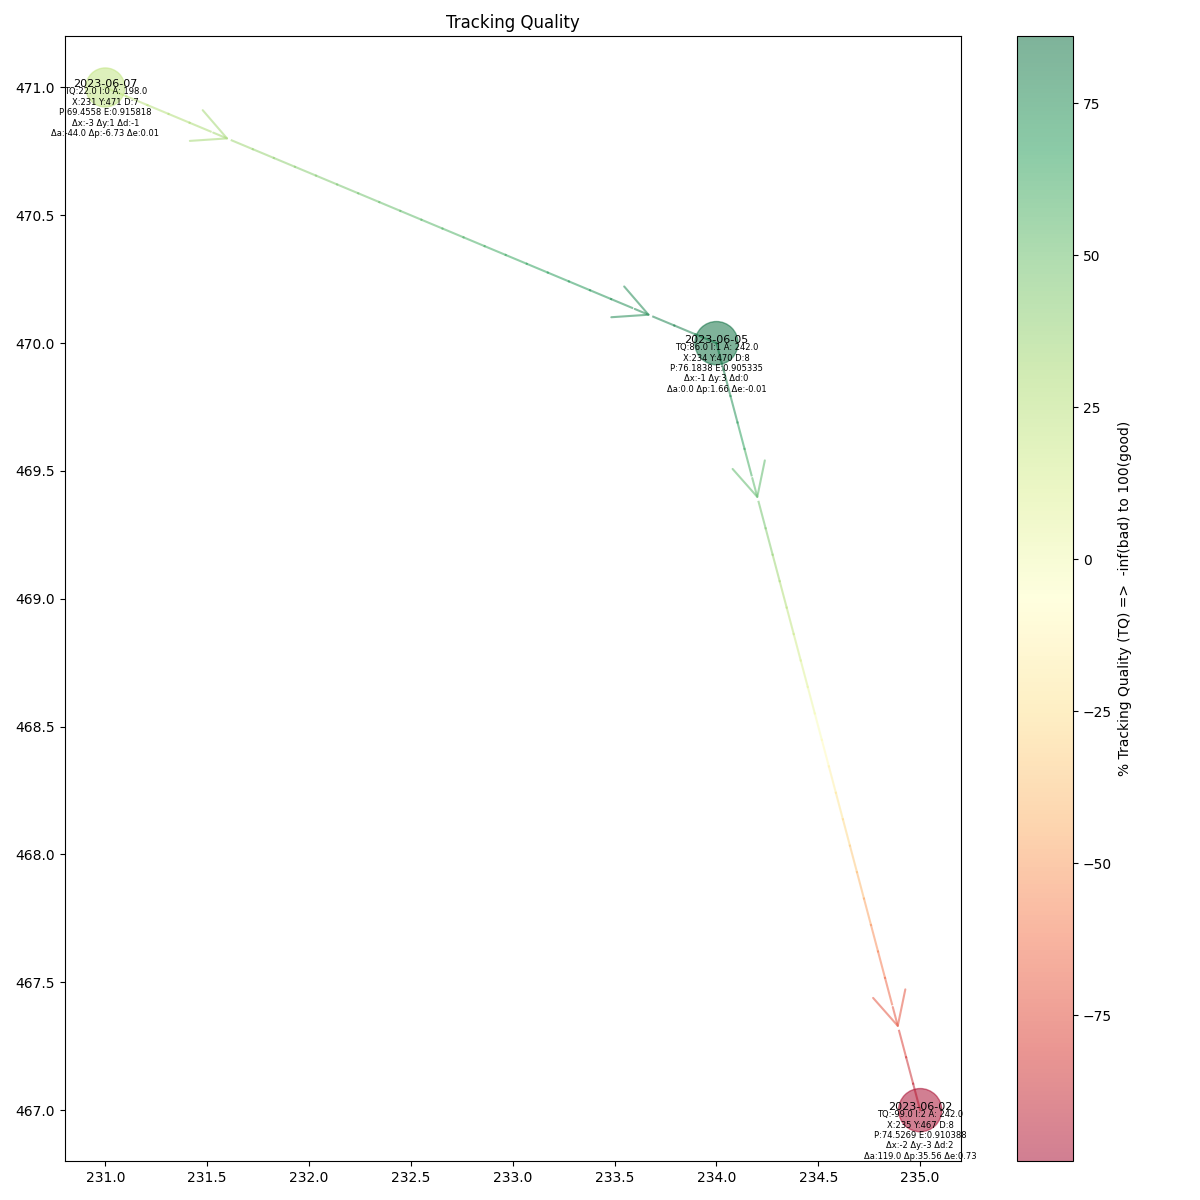 Tracking Quality
471.0
470.5
470.0
469.5
469.0
468.5
468.0
467.5
467.0
231.0
231.5
232.0
232.5
233.0
233.5
234.0
234.5
235.0
2023-06-07
TQ:22.0 I:0 A: 198.0
X:231 Y:471 D:7
P:69.4558 E:0.915818
Δx:-3 Δy:1 Δd:-1
Δa:-44.0 Δp:-6.73 Δe:0.01
2023-06-05
TQ:86.0 I:1 A: 242.0
X:234 Y:470 D:8
P:76.1838 E:0.905335
Δx:-1 Δy:3 Δd:0
Δa:0.0 Δp:1.66 Δe:-0.01
2023-06-02
TQ:-99.0 I:2 A: 242.0
X:235 Y:467 D:8
P:74.5269 E:0.910388
Δx:-2 Δy:-3 Δd:2
Δa:119.0 Δp:35.56 Δe:0.73
75
50
25
0
−25
−50
−75
% Tracking Quality (TQ) => -inf(bad) to 100(good)